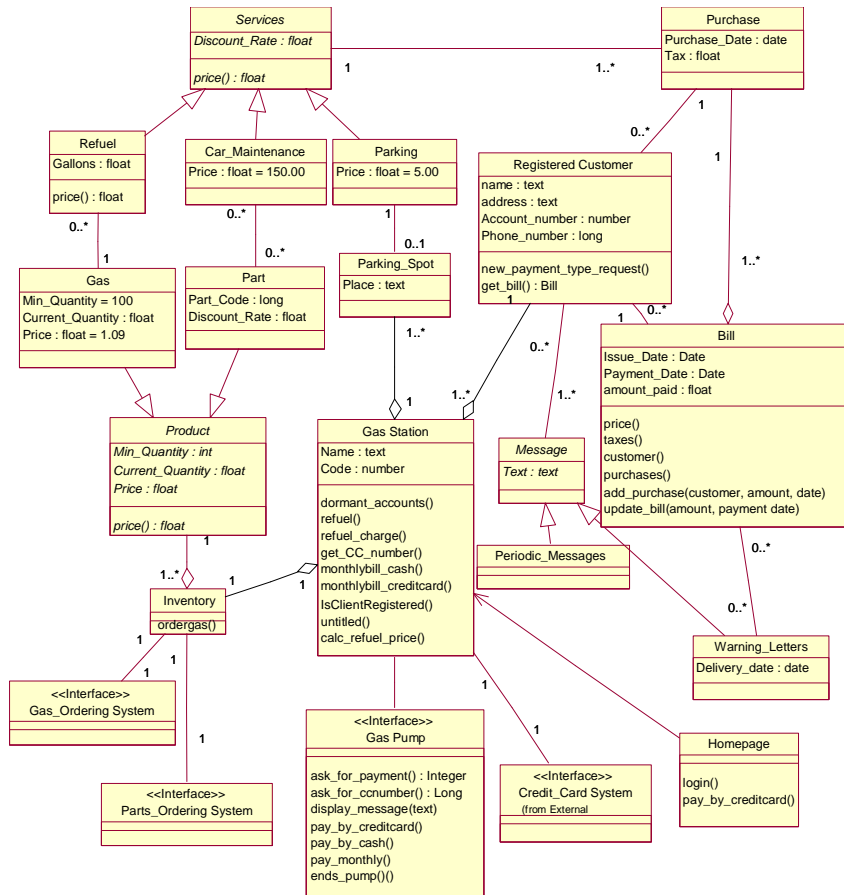 Services
Discount_Rate : float
price() : float
Purchase
Purchase_Date : date
Tax : float
1
1..*
1
0..*
1
1
1..*
Refuel
Gallons : float
price() : float
Car_Maintenance
Price : float = 150.00
Parking
Price : float = 5.00
Registered Customer
name : text
address : text
Account_number : number
Phone_number : long
new_payment_type_request()
get_bill() : Bill
0..*
1
0..*
0..*
1
0..1
1
0..*
1
0..*
1..*
1..*
Gas
Min_Quantity = 100
Current_Quantity : float
Price : float = 1.09
Part
Part_Code : long
Discount_Rate : float
Parking_Spot
Place : text
1..*
1
Bill
Issue_Date : Date
Payment_Date : Date
amount_paid : float
price()
taxes()
customer()
purchases()
add_purchase(customer, amount, date)
update_bill(amount, payment date)
Product
Min_Quantity : int
Current_Quantity : float
Price : float
price() : float
Gas Station
Name : text
Code : number
dormant_accounts()
refuel()
refuel_charge()
get_CC_number()
monthlybill_cash()
monthlybill_creditcard()
IsClientRegistered()
untitled()
calc_refuel_price()
Message
Text : text
Periodic_Messages
0..*
0..*
1
1..*
1
1
Inventory
ordergas()
1
1
1
1
Warning_Letters
Delivery_date : date
<<Interface>>
Gas_Ordering System
<<Interface>>
Parts_Ordering System
<<Interface>>
Gas Pump
ask_for_payment() : Integer
ask_for_ccnumber() : Long
display_message(text)
pay_by_creditcard()
pay_by_cash()
pay_monthly()
ends_pump()()
1
1
<<Interface>>
Credit_Card System
(from External
Homepage
login()
pay_by_creditcard()